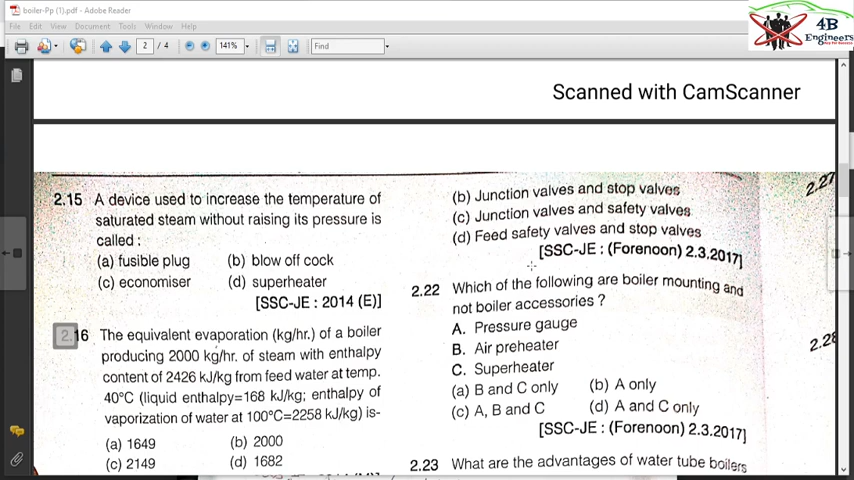 boiler-Pp (1).pdf - Adobe Reader
File Edit View Document Tools Window Help
2 / 4 141% Find
4B
Engineers
Scanned with CamScanner
2.15 A device used to increase the temperature of
saturated steam without raising its pressure is
called :
(a) fusible plug (b) blow off cock
(c) economiser (d) superheater
[SSC-JE : 2014 (E)]
2.16 The equivalent evaporation (kg/hr.) of a boiler
producing 2000 kg/hr. of steam with enthalpy
content of 2426 kJ/kg from feed water at temp.
40°C (liquid enthalpy=168 kJ/kg; enthalpy of
vaporization of water at 100°C=2258 kJ/kg) is-
(a) 1649 (b) 2000
(c) 2149 (d) 1682
(b) Junction valves and stop valves
(c) Junction valves and safety valves
(d) Feed safety valves and stop valves
[SSC-JE : (Forenoon) 2.3.2017]
2.22 Which of the following are boiler mounting and
not boiler accessories ?
A. Pressure gauge
B. Air preheater
C. Superheater
(a) B and C only (b) A only
(c) A, B and C (d) A and C only
[SSC-JE : (Forenoon) 2.3.2017]
2.23 What are the advantages of water tube boilers
2.27
2.28